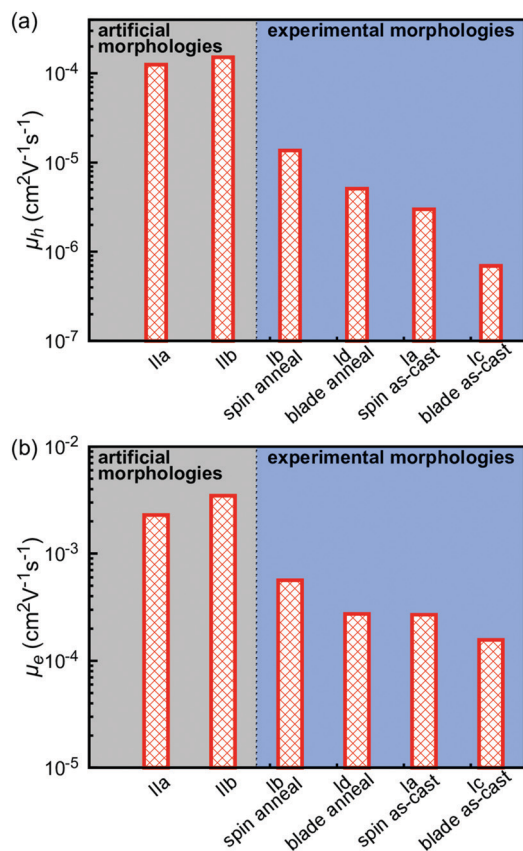 (a)
artificial morphologies
experimental morphologies
10⁻⁴
10⁻⁵
10⁻⁶
10⁻⁷
μₕ (cm²V⁻¹s⁻¹)
IIa
IIb
Ib
spin anneal
Id
blade anneal
Ia
spin as-cast
Ic
blade as-cast
(b)
artificial morphologies
experimental morphologies
10⁻²
10⁻³
10⁻⁴
10⁻⁵
μₑ (cm²V⁻¹s⁻¹)
IIa
IIb
Ib
spin anneal
Id
blade anneal
Ia
spin as-cast
Ic
blade as-cast